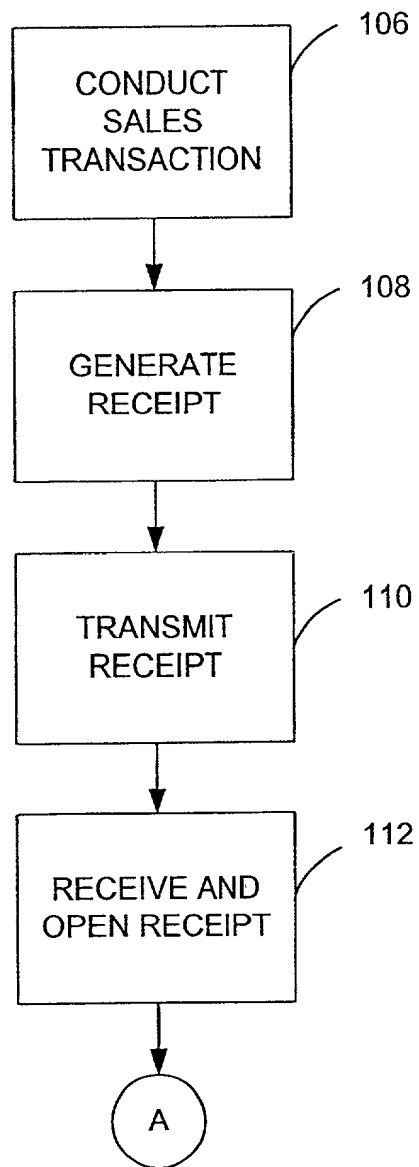 106
CONDUCT
SALES
TRANSACTION
108
GENERATE
RECEIPT
110
TRANSMIT
RECEIPT
112
RECEIVE AND
OPEN RECEIPT
A